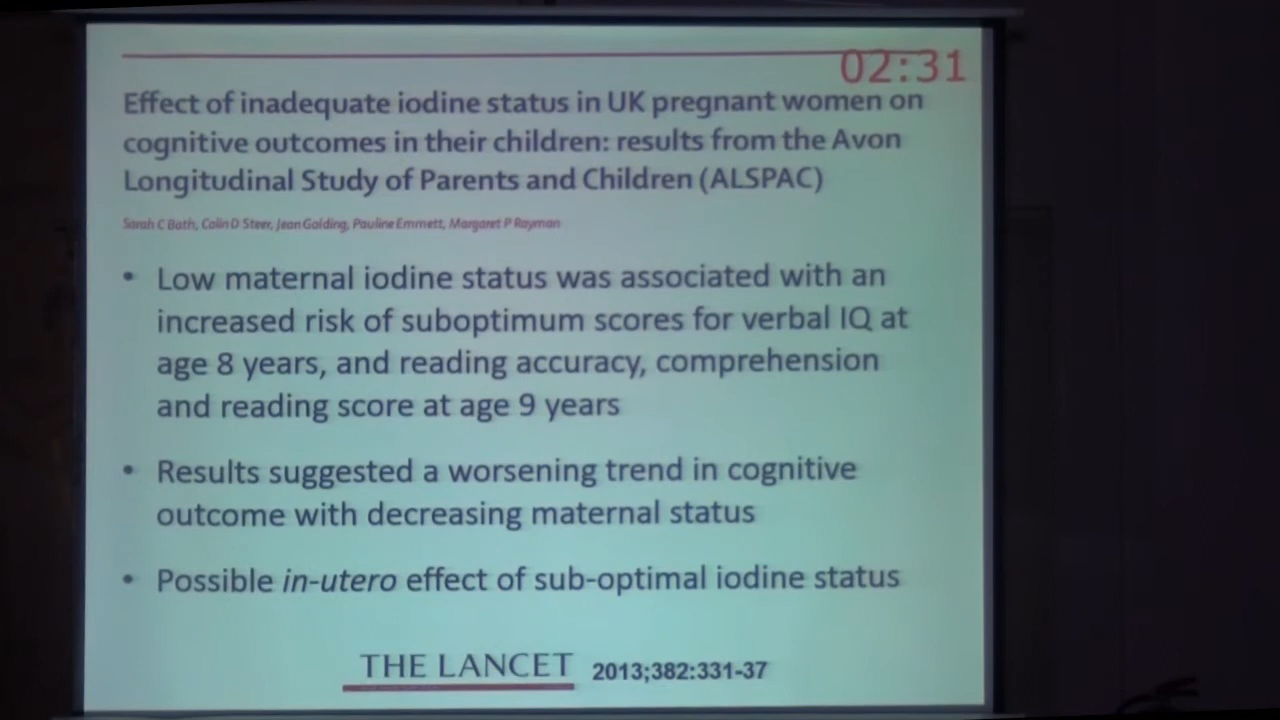 02:31
Effect of inadequate iodine status in UK pregnant women on
cognitive outcomes in their children: results from the Avon
Longitudinal Study of Parents and Children (ALSPAC)
Sarah C Bath, Colin D Steer, Jean Golding, Pauline Emmett, Margaret P Rayman
• Low maternal iodine status was associated with an
increased risk of suboptimum scores for verbal IQ at
age 8 years, and reading accuracy, comprehension
and reading score at age 9 years
• Results suggested a worsening trend in cognitive
outcome with decreasing maternal status
• Possible in-utero effect of sub-optimal iodine status
THE LANCET 2013;382:331-37